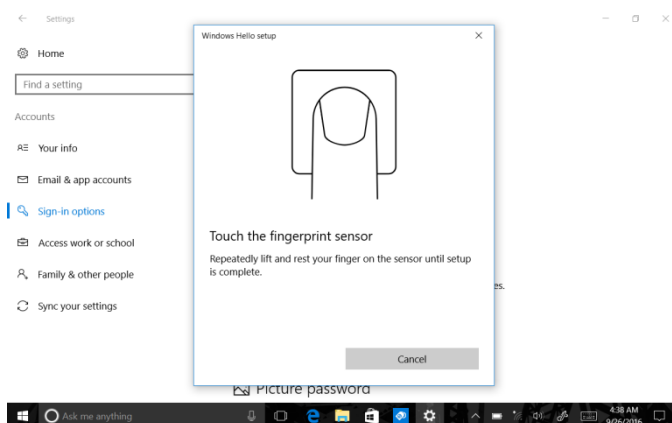 Settings
Windows Hello setup
Home
Find a setting
Accounts
Your info
Email & app accounts
Sign-in options
Access work or school
Family & other people
Sync your settings
Touch the fingerprint sensor
Repeatedly lift and rest your finger on the sensor until setup
is complete.
es.
Cancel
Picture password
Ask me anything
4:38 AM
9/26/2016